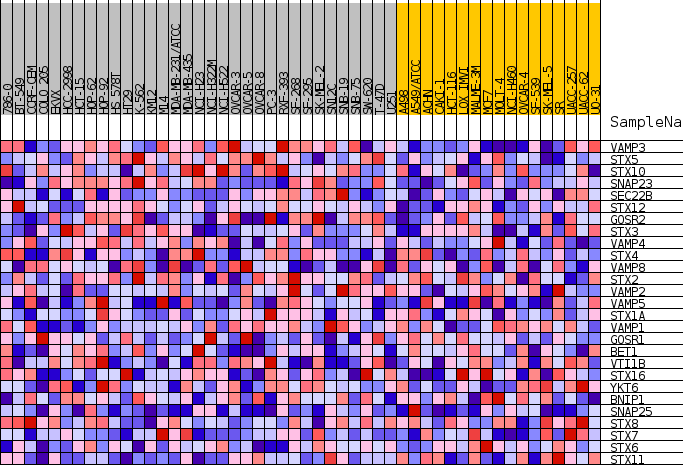 786-0
BT-549
CCRF-CEM
COLO 205
EKVX
HCC-2998
HCT-15
HOP-62
HOP-92
HS 578T
HT29
K-562
KM12
M14
MDA-MB-231/ATCC
MDA-MB-435
NCI-H23
NCI-H322M
NCI-H522
OVCAR-3
OVCAR-5
OVCAR-8
PC-3
RXF-393
SF-268
SF-295
SK-MEL-2
SN12C
SNB-19
SNB-75
SW-620
T-47D
U251
A498
A549/ATCC
ACHN
CAKI-1
HCT-116
LOX IMVI
MALME-3M
MCF7
MOLT-4
NCI-H460
OVCAR-4
SF-539
SK-MEL-5
SR
UACC-257
UACC-62
UO-31
SampleNa
VAMP3
STX5
STX10
SNAP23
SEC22B
STX12
GOSR2
STX3
VAMP4
STX4
VAMP8
STX2
VAMP2
VAMP5
STX1A
VAMP1
GOSR1
BET1
VTI1B
STX16
YKT6
BNIP1
SNAP25
STX8
STX7
STX6
STX11